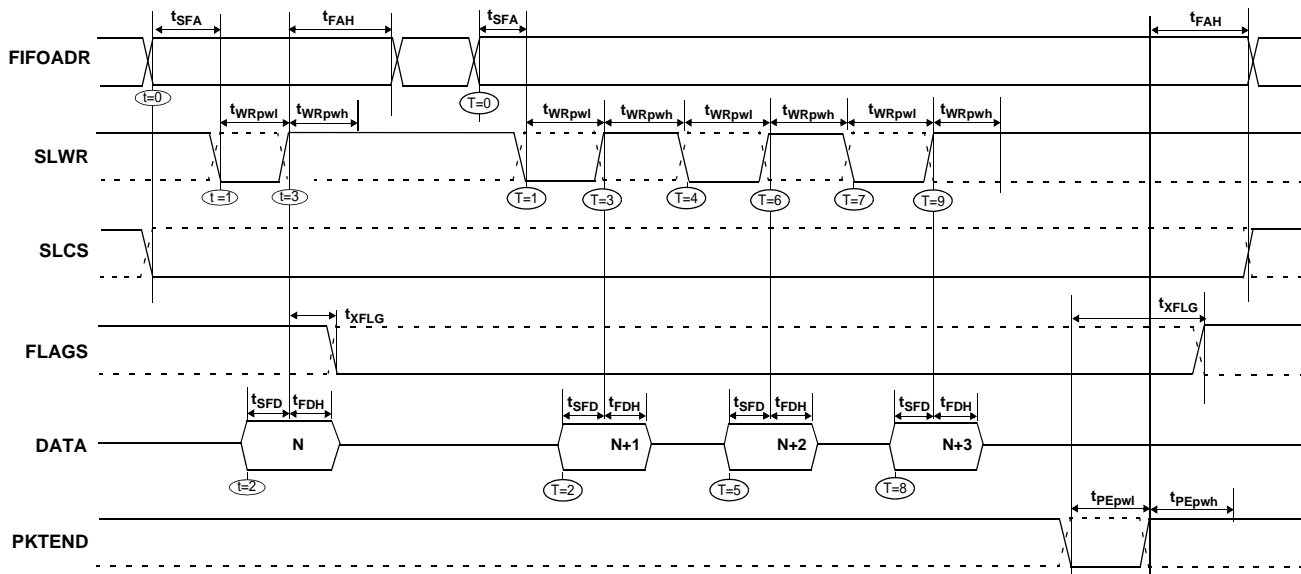 tSFA tFAH tSFA tFAH
FIFOADR
t=0 T=0
tWRpwl tWRpwh tWRpwl tWRpwh tWRpwl tWRpwh tWRpwl tWRpwh
SLWR
t=1 t=3 T=1 T=3 T=4 T=6 T=7 T=9
SLCS
tXFLG tXFLG
FLAGS
tSFD tFDH tSFD tFDH tSFD tFDH tSFD tFDH
DATA N N+1 N+2 N+3
t=2 T=2 T=5 T=8
tPEpwl tPEpwh
PKTEND